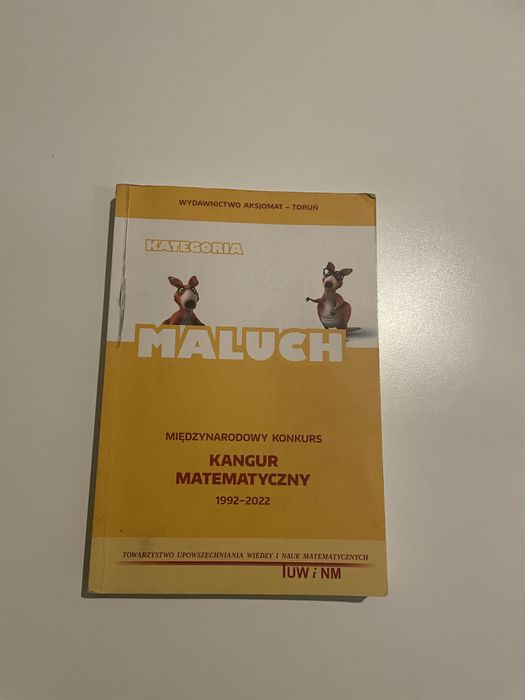 WYDAWNICTWO AKSJOMAT – TORUŃ
KATEGORIA
MALUCH
MIĘDZYNARODOWY KONKURS
KANGUR
MATEMATYCZNY
1992–2022
TOWARZYSTWO UPOWSZECHNIANIA WIEDZY I NAUK MATEMATYCZNYCH
TUW i NM